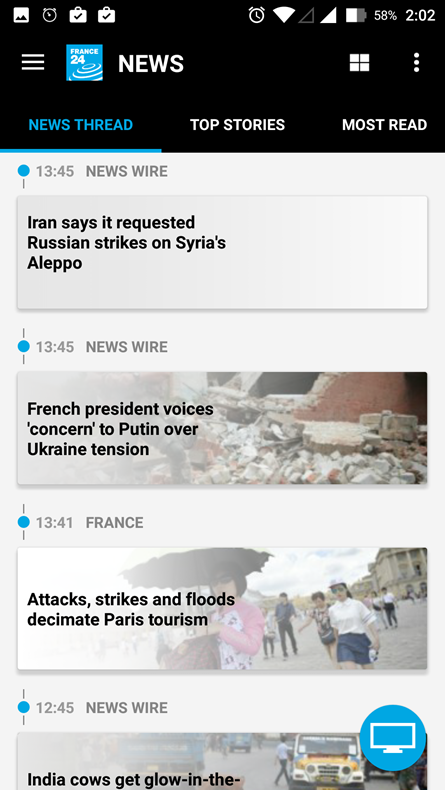 58% 2:02
FRANCE
24
NEWS
NEWS THREAD TOP STORIES MOST READ
13:45 NEWS WIRE
Iran says it requested
Russian strikes on Syria's
Aleppo
13:45 NEWS WIRE
French president voices
'concern' to Putin over
Ukraine tension
13:41 FRANCE
Attacks, strikes and floods
decimate Paris tourism
12:45 NEWS WIRE
India cows get glow-in-the-